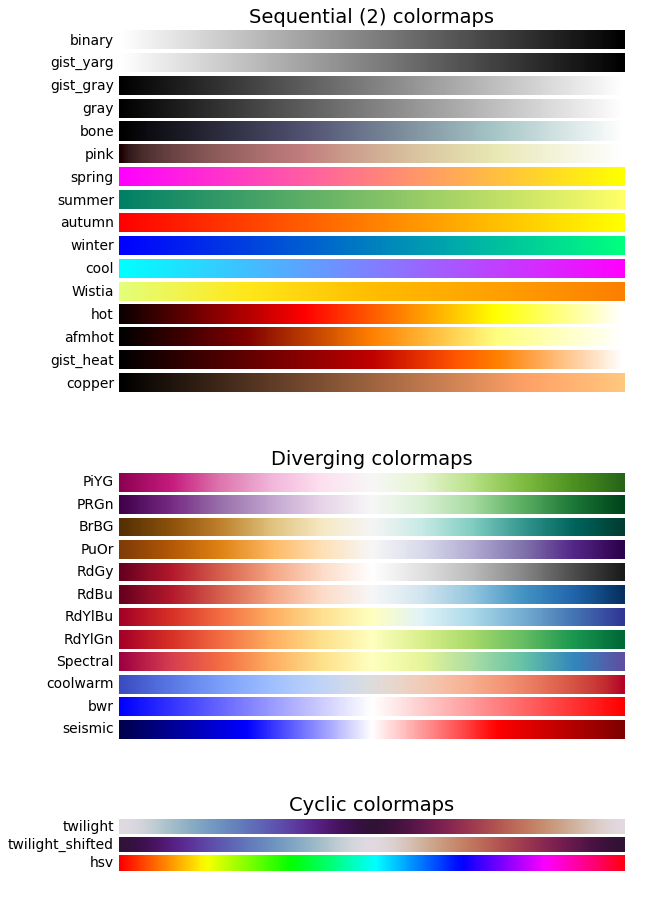 Sequential (2) colormaps
binary
gist_yarg
gist_gray
gray
bone
pink
spring
summer
autumn
winter
cool
Wistia
hot
afmhot
gist_heat
copper
Diverging colormaps
PiYG
PRGn
BrBG
PuOr
RdGy
RdBu
RdYlBu
RdYlGn
Spectral
coolwarm
bwr
seismic
Cyclic colormaps
twilight
twilight_shifted
hsv